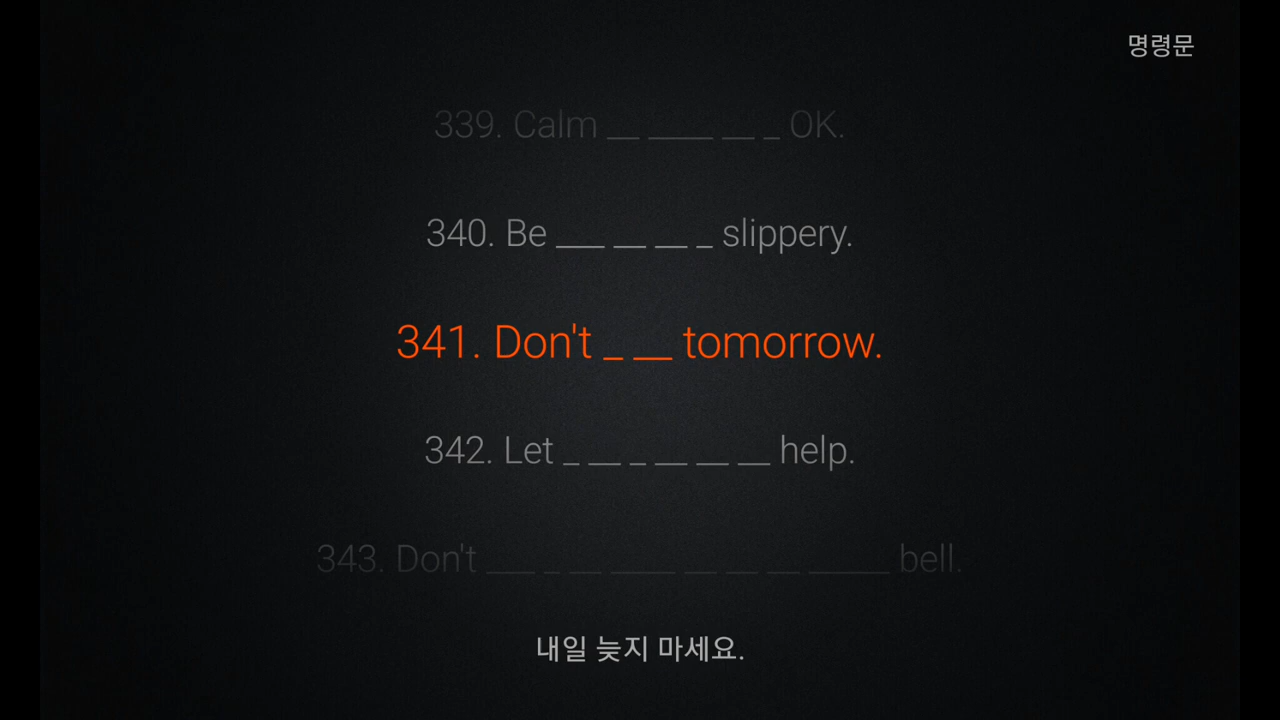 명령문
339. Calm __ ____ __ _ OK.
340. Be ___ __ __ _ slippery.
341. Don't _ __ tomorrow.
342. Let _ __ _ __ __ __ help.
343. Don't ___ _ __ ____ __ __ __ _____ bell.
내일 늦지 마세요.